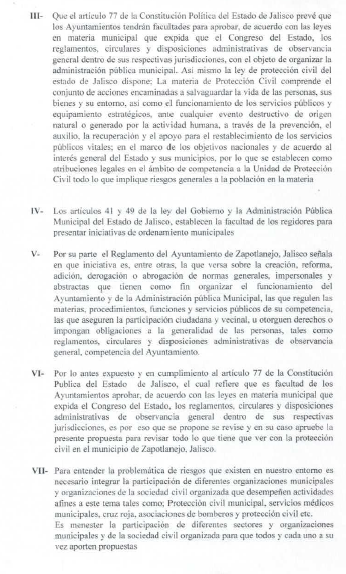 III- Que el artículo 77 de la Constitución Política del Estado de Jalisco prevé que
los Ayuntamientos tendrán facultades para aprobar, de acuerdo con las leyes
en materia municipal que expida que el Congreso del Estado, los
reglamentos, circulares y disposiciones administrativas de observancia
general dentro de sus respectivas jurisdicciones, con el objeto de organizar la
administración pública municipal. Asi mismo la ley de protección civil del
estado de Jalisco dispone; La materia de Protección Civil comprende el
conjunto de acciones encaminadas a salvaguardar la vida de las personas, sus
bienes y su entorno, así como el funcionamiento de los servicios públicos y
equipamiento estratégicos, ante cualquier evento destructivo de origen
natural o generado por la actividad humana, a través de la prevención, el
auxilio, la recuperación y el apoyo para el restablecimiento de los servicios
públicos vitales; en el marco de los objetivos nacionales y de acuerdo al
interés general del Estado y sus municipios, por lo que se establecen como
atribuciones legales en el ámbito de competencia a la Unidad de Protección
Civil todo lo que implique riesgos generales a la población en la materia
IV- Los artículos 41 y 49 de la ley del Gobierno y la Administración Pública
Municipal del Estado de Jalisco, establecen la facultad de los regidores para
presentar iniciativas de ordenamiento municipales
V- Por su parte el Reglamento del Ayuntamiento de Zapotlanejo, Jalisco señala
en que iniciativa es, entre otras, la que versa sobre la creación, reforma,
adición, derogación o abrogación de normas generales, impersonales y
abstractas que tienen como fin organizar el funcionamiento del
Ayuntamiento y de la Administración pública Municipal, las que regulen las
materias, procedimientos, funciones y servicios públicos de su competencia,
las que aseguren la participación ciudadana y vecinal, u otorguen derechos o
impongan obligaciones a la generalidad de las personas, tales como
reglamentos, circulares y disposiciones administrativas de observancia
general, competencia del Ayuntamiento.
VI- Por lo antes expuesto y en cumplimiento al artículo 77 de la Constitución
Publica del Estado de Jalisco, el cual refiere que es facultad de los
Ayuntamientos aprobar, de acuerdo con las leyes en materia municipal que
expida el Congreso del Estado, los reglamentos, circulares y disposiciones
administrativas de observancia general dentro de sus respectivas
jurisdicciones, es por eso que se propone se revise y en su caso apruebe la
presente propuesta para revisar todo lo que tiene que ver con la protección
civil en el municipio de Zapotlanejo, Jalisco.
VII- Para entender la problemática de riesgos que existen en nuestro entorno es
necesario integrar la participación de diferentes organizaciones municipales
y organizaciones de la sociedad civil organizada que desempeñen actividades
afines a este tema tales como; Protección civil municipal, servicios médicos
municipales, cruz roja, asociaciones de bomberos y protección civil etc.
Es menester la participación de diferentes sectores y organizaciones
municipales y de la sociedad civil organizada para que todos y cada uno a su
vez aporten propuestas